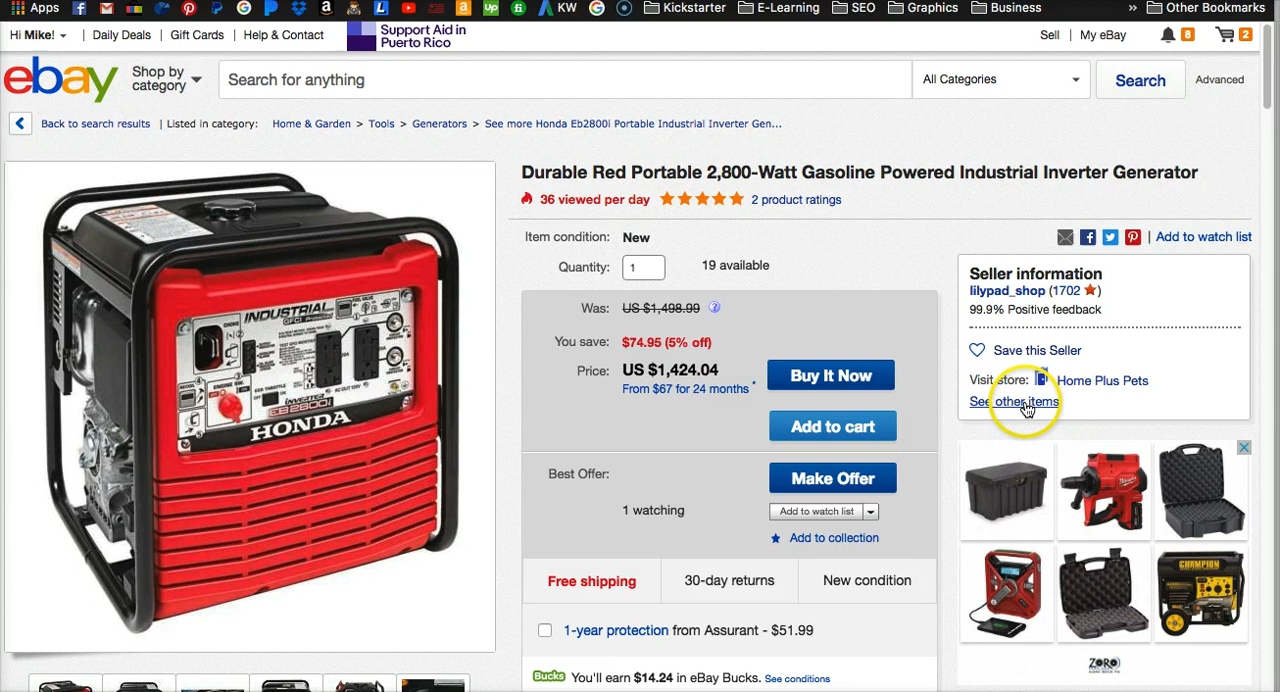 Apps KW Kickstarter E-Learning SEO Graphics Business » Other Bookmarks
Hi Mike! | Daily Deals | Gift Cards | Help & Contact
Support Aid in
Puerto Rico
Sell | My eBay 8 2
ebay
Shop by
category
Search for anything
All Categories
Search
Advanced
Back to search results | Listed in category: Home & Garden > Tools > Generators > See more Honda Eb2800i Portable Industrial Inverter Gen...
INDUSTRIAL
GFCI
INVERTER
EB2800i
HONDA
Durable Red Portable 2,800-Watt Gasoline Powered Industrial Inverter Generator
36 viewed per day 2 product ratings
Item condition: New
Quantity: 1 19 available
Was: US $1,498.99
You save: $74.95 (5% off)
Price: US $1,424.04
From $67 for 24 months *
Buy It Now
Add to cart
Best Offer:
Make Offer
1 watching
Add to watch list
Add to collection
Free shipping
30-day returns
New condition
1-year protection from Assurant - $51.99
Bucks You'll earn $14.24 in eBay Bucks. See conditions
| Add to watch list
Seller information
lilypad_shop (1702 )
99.9% Positive feedback
Save this Seller
Visit store: Home Plus Pets
See other items
CHAMPION
ZORO